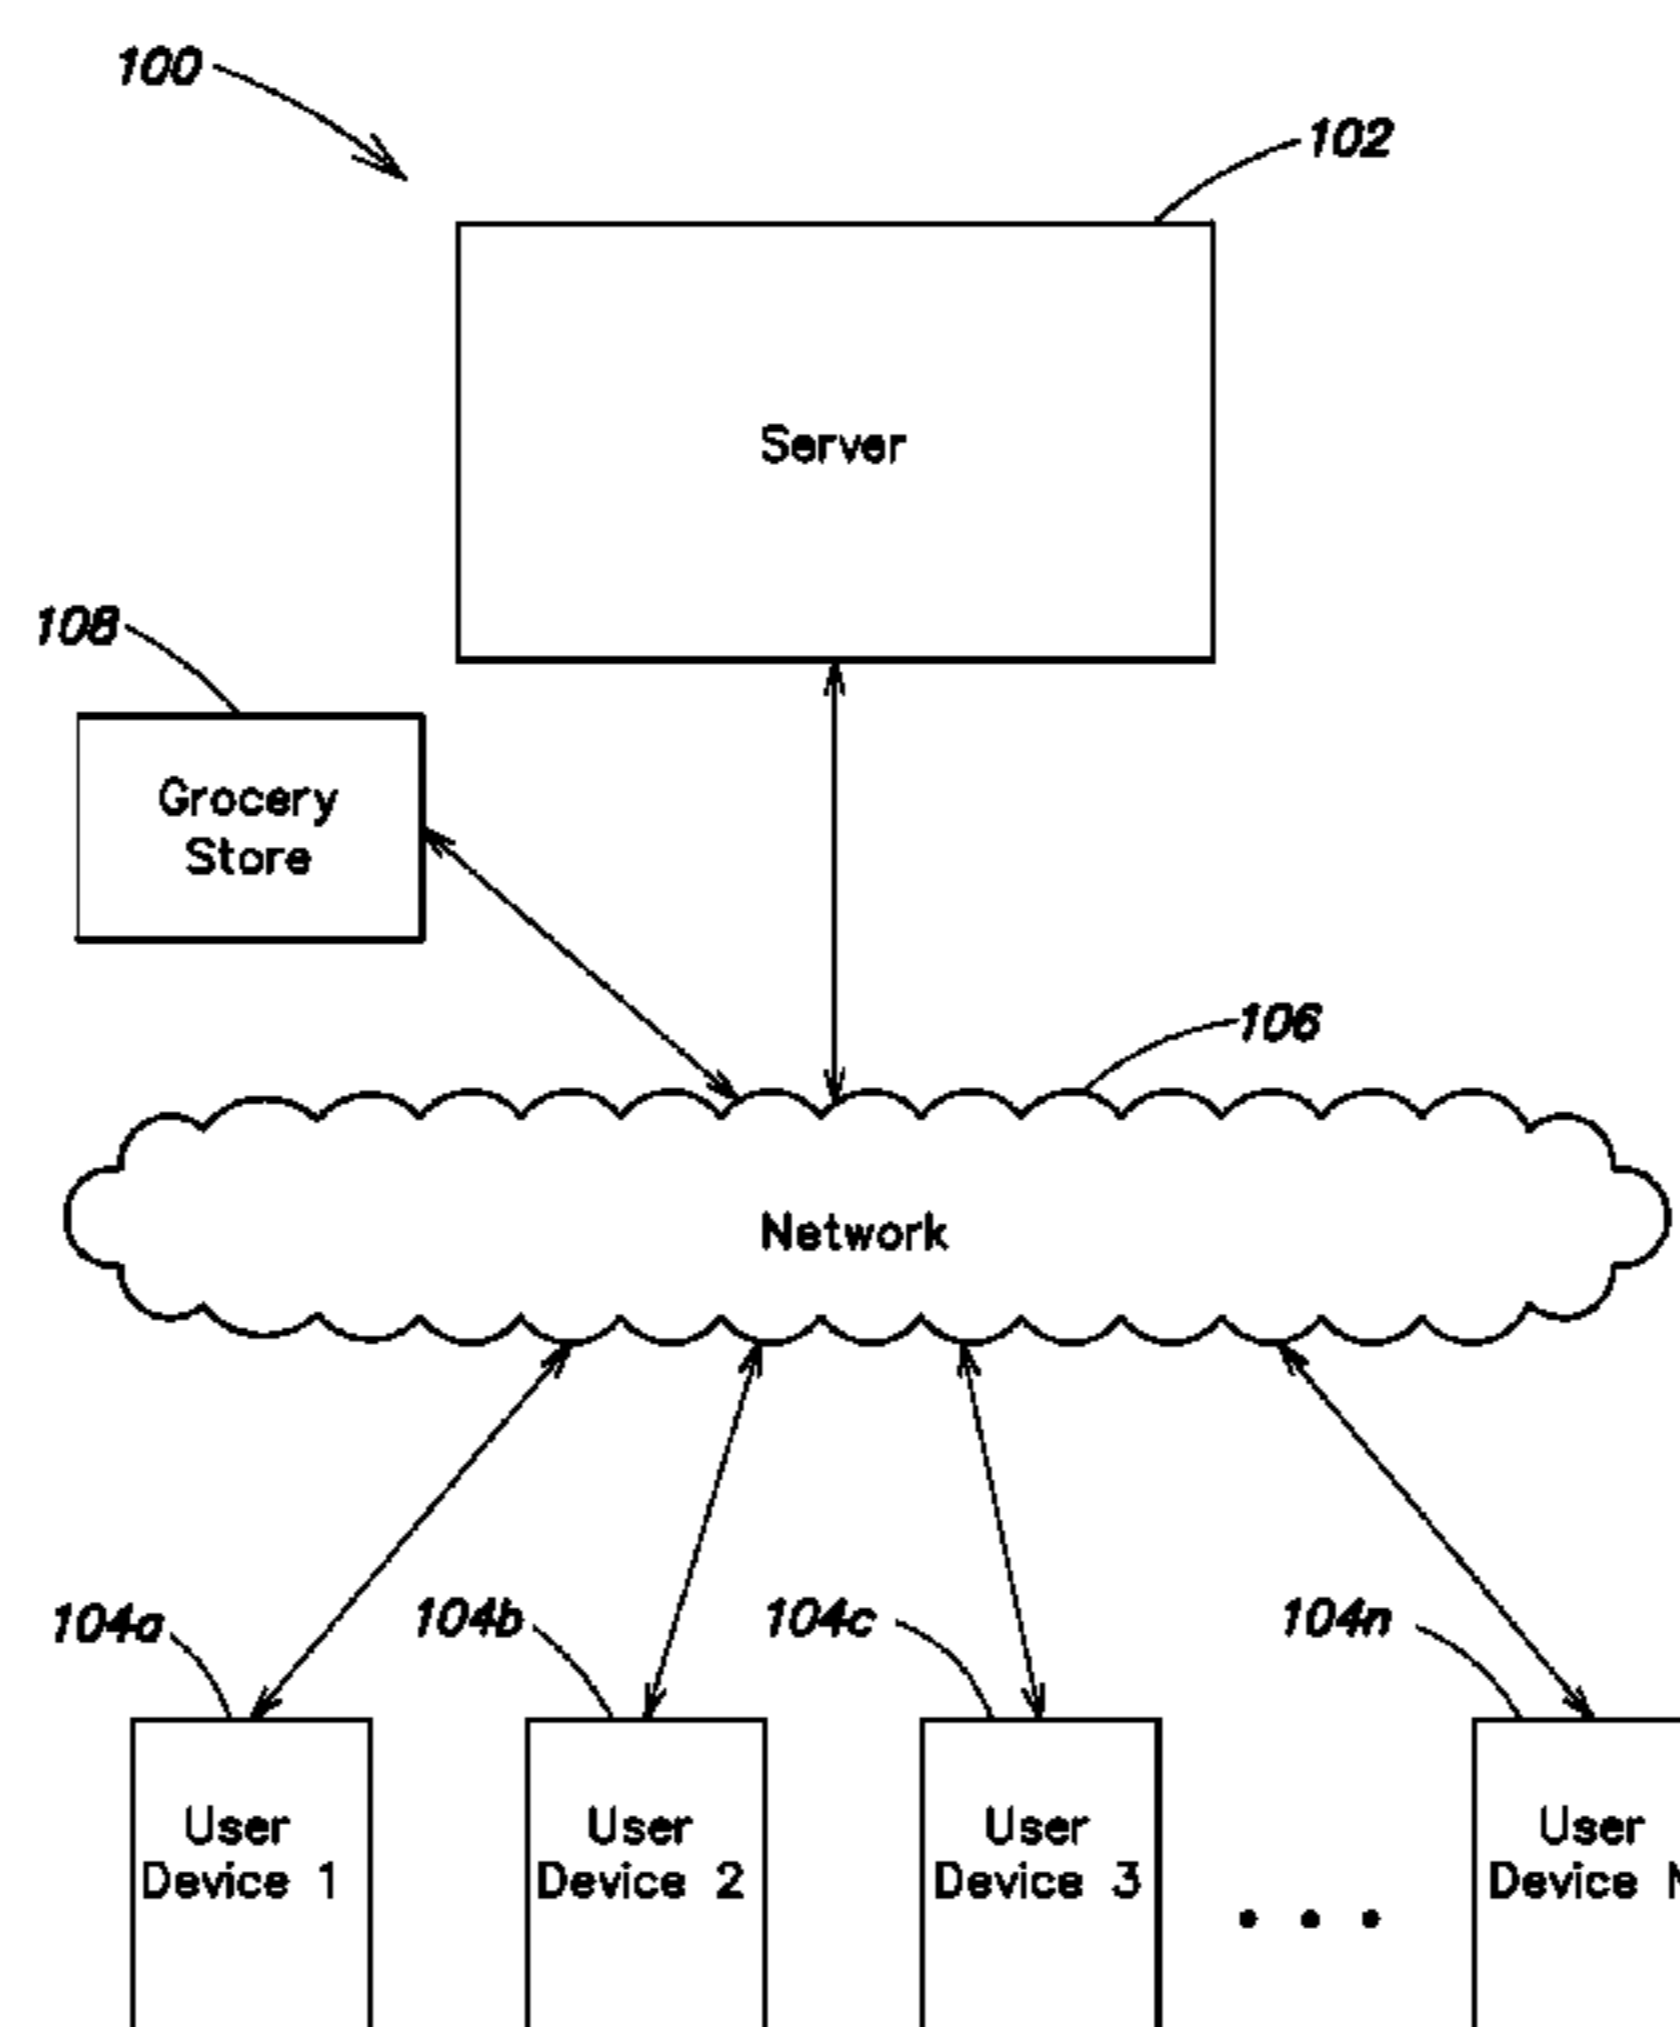 100
102
Server
108
Grocery
Store
106
Network
104a
104b
104c
104n
User
Device 1
User
Device 2
User
Device 3
User
Device